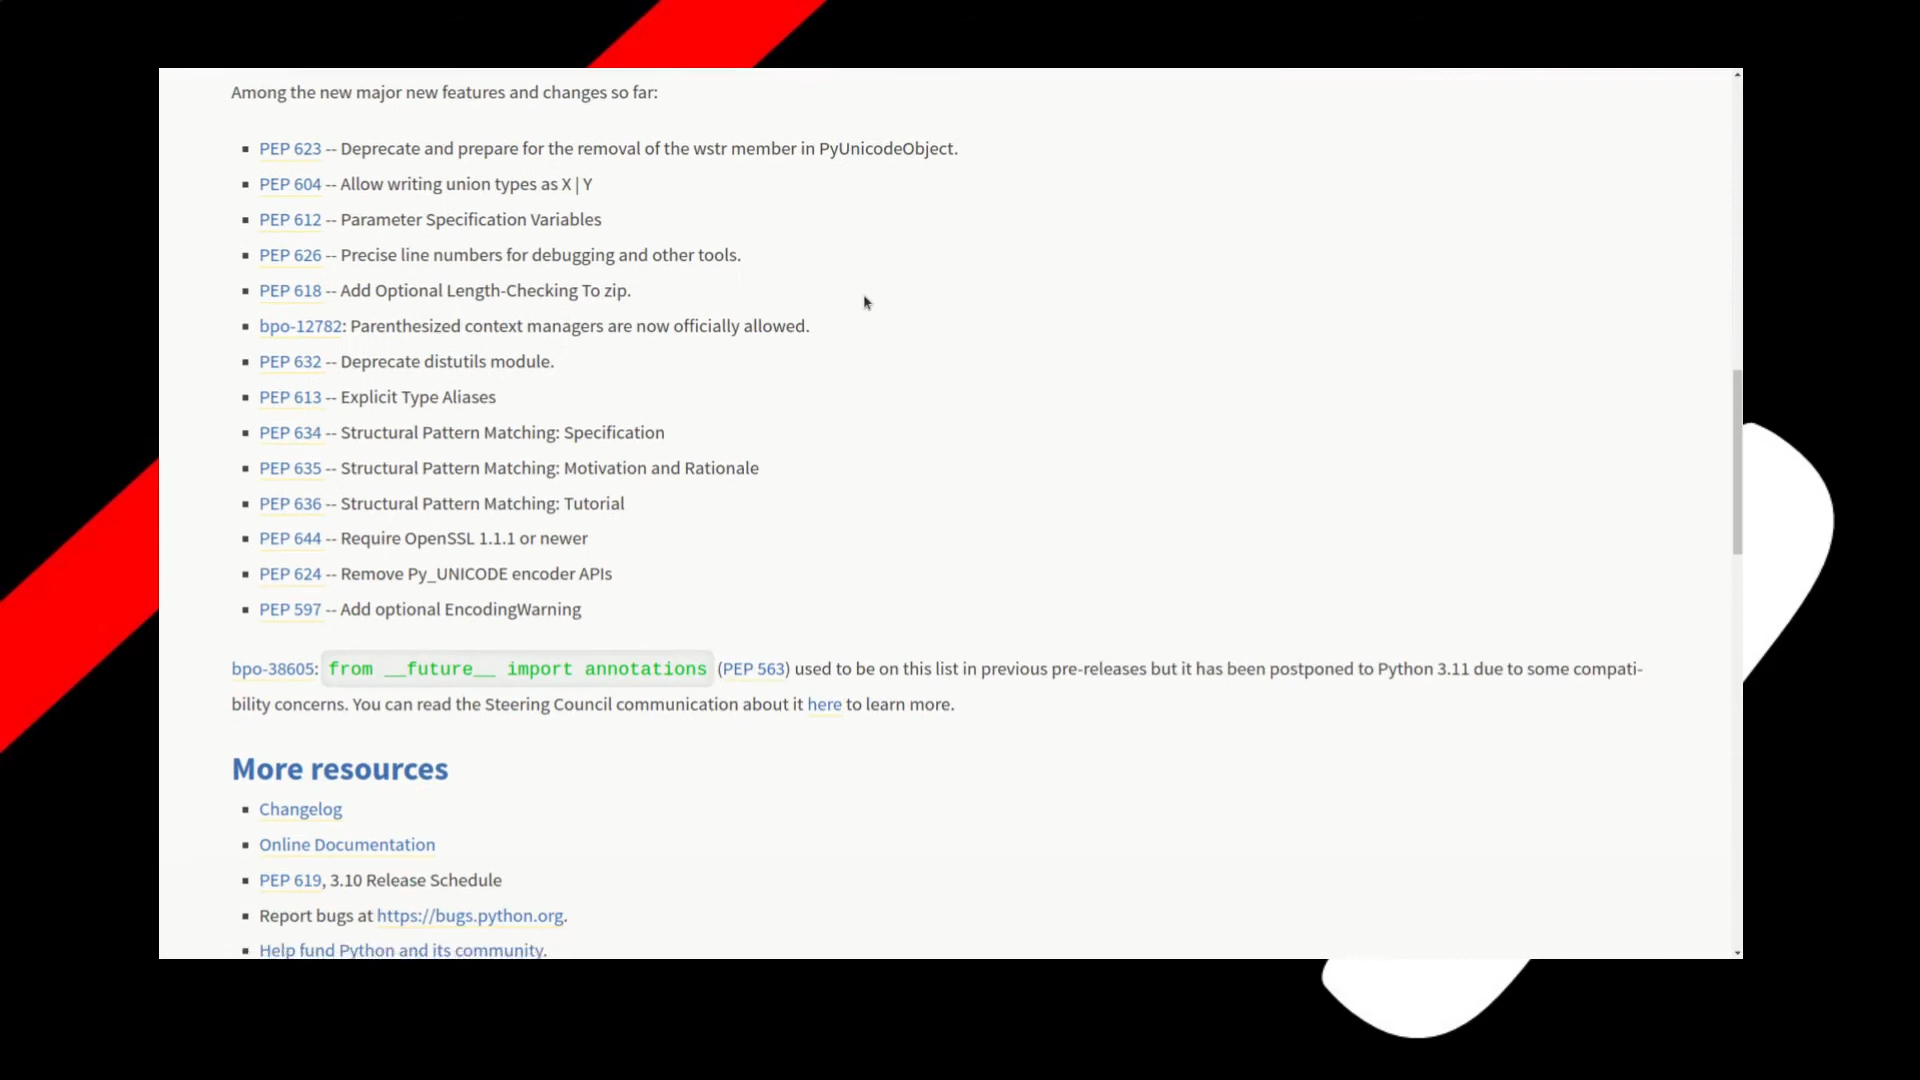 Among the new major new features and changes so far:
▪ PEP 623 -- Deprecate and prepare for the removal of the wstr member in PyUnicodeObject.
▪ PEP 604 -- Allow writing union types as X | Y
▪ PEP 612 -- Parameter Specification Variables
▪ PEP 626 -- Precise line numbers for debugging and other tools.
▪ PEP 618 -- Add Optional Length-Checking To zip.
▪ bpo-12782: Parenthesized context managers are now officially allowed.
▪ PEP 632 -- Deprecate distutils module.
▪ PEP 613 -- Explicit Type Aliases
▪ PEP 634 -- Structural Pattern Matching: Specification
▪ PEP 635 -- Structural Pattern Matching: Motivation and Rationale
▪ PEP 636 -- Structural Pattern Matching: Tutorial
▪ PEP 644 -- Require OpenSSL 1.1.1 or newer
▪ PEP 624 -- Remove Py_UNICODE encoder APIs
▪ PEP 597 -- Add optional EncodingWarning
bpo-38605: from __future__ import annotations (PEP 563) used to be on this list in previous pre-releases but it has been postponed to Python 3.11 due to some compati-
bility concerns. You can read the Steering Council communication about it here to learn more.
More resources
▪ Changelog
▪ Online Documentation
▪ PEP 619, 3.10 Release Schedule
▪ Report bugs at https://bugs.python.org.
▪ Help fund Python and its community.